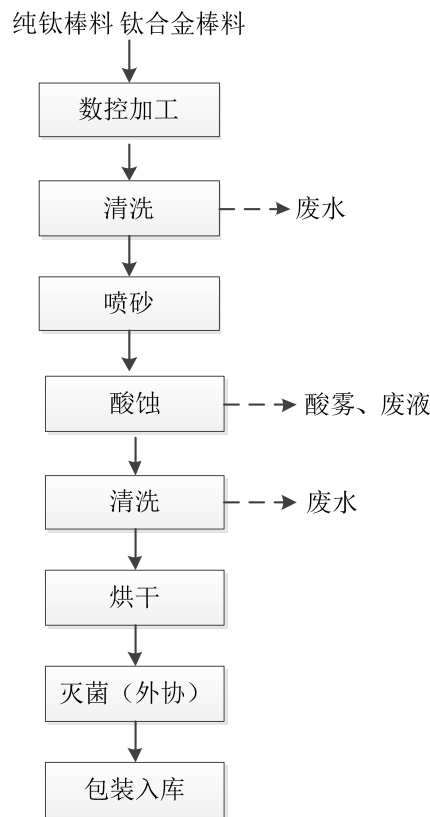 纯钛棒料 钛合金棒料
数控加工
清洗
废水
喷砂
酸蚀
酸雾、废液
清洗
废水
烘干
灭菌（外协）
包装入库